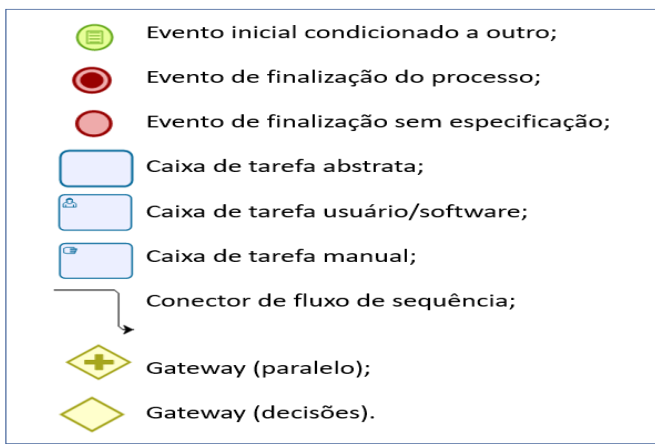 Evento inicial condicionado a outro;
Evento de finalização do processo;
Evento de finalização sem especificação;
Caixa de tarefa abstrata;
Caixa de tarefa usuário/software;
Caixa de tarefa manual;
Conector de fluxo de sequência;
Gateway (paralelo);
Gateway (decisões).